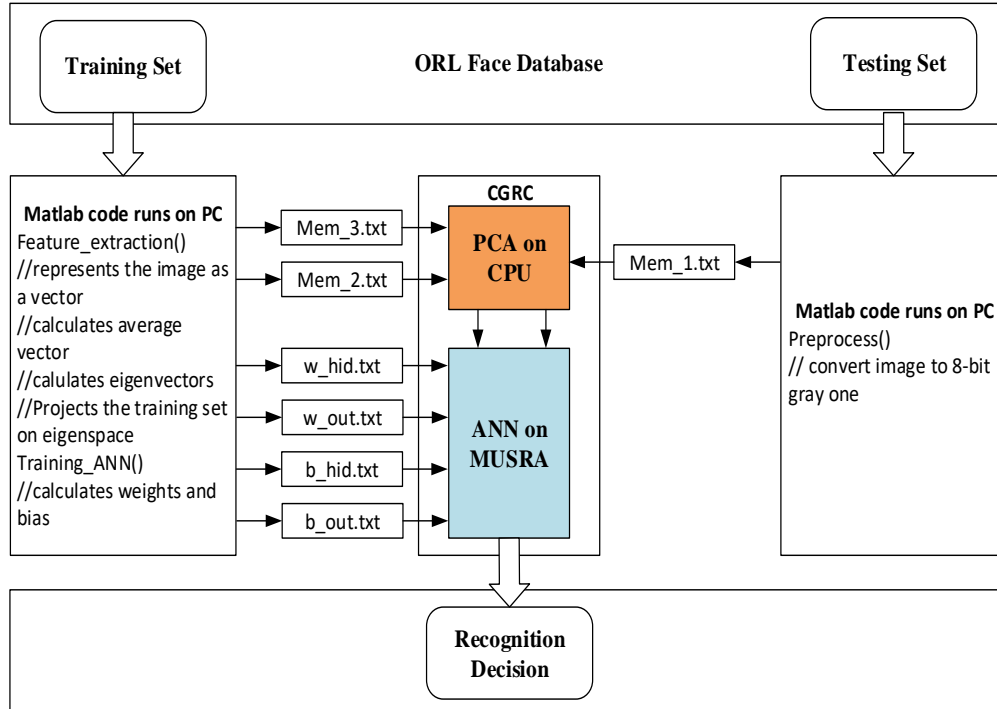 Training Set
ORL Face Database
Testing Set
Matlab code runs on PC
Feature_extraction()
//represents the image as
a vector
//calculates average
vector
//calulates eigenvectors
//Projects the training set
on eigenspace
Training_ANN()
//calculates weights and
bias
Mem_3.txt
Mem_2.txt
w_hid.txt
w_out.txt
b_hid.txt
b_out.txt
CGRC
PCA on
CPU
ANN on
MUSRA
Mem_1.txt
Matlab code runs on PC
Preprocess()
// convert image to 8-bit
gray one
Recognition
Decision